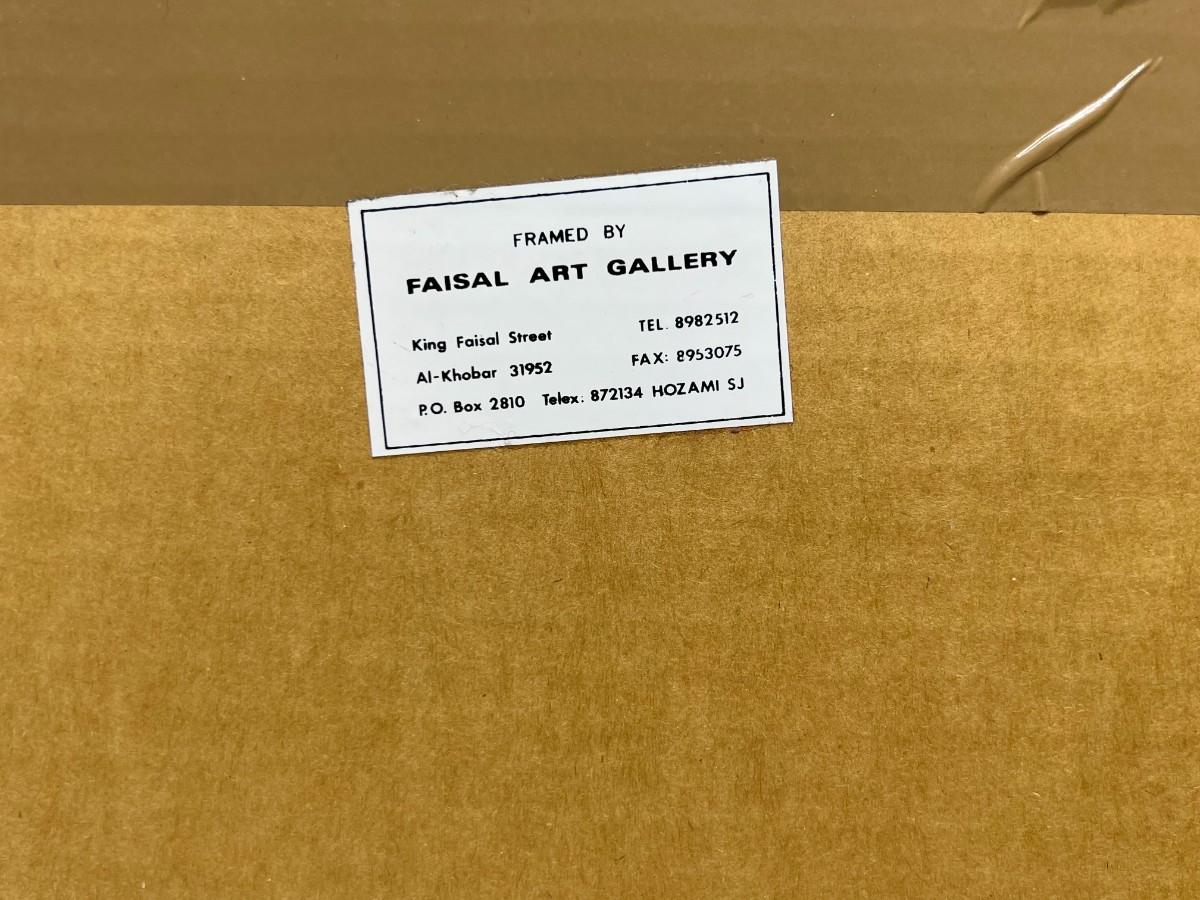 FRAMED BY
FAISAL ART GALLERY
King Faisal Street TEL. 8982512
Al-Khobar 31952 FAX: 8953075
P.O. Box 2810 Telex: 872134 HOZAMI SJ